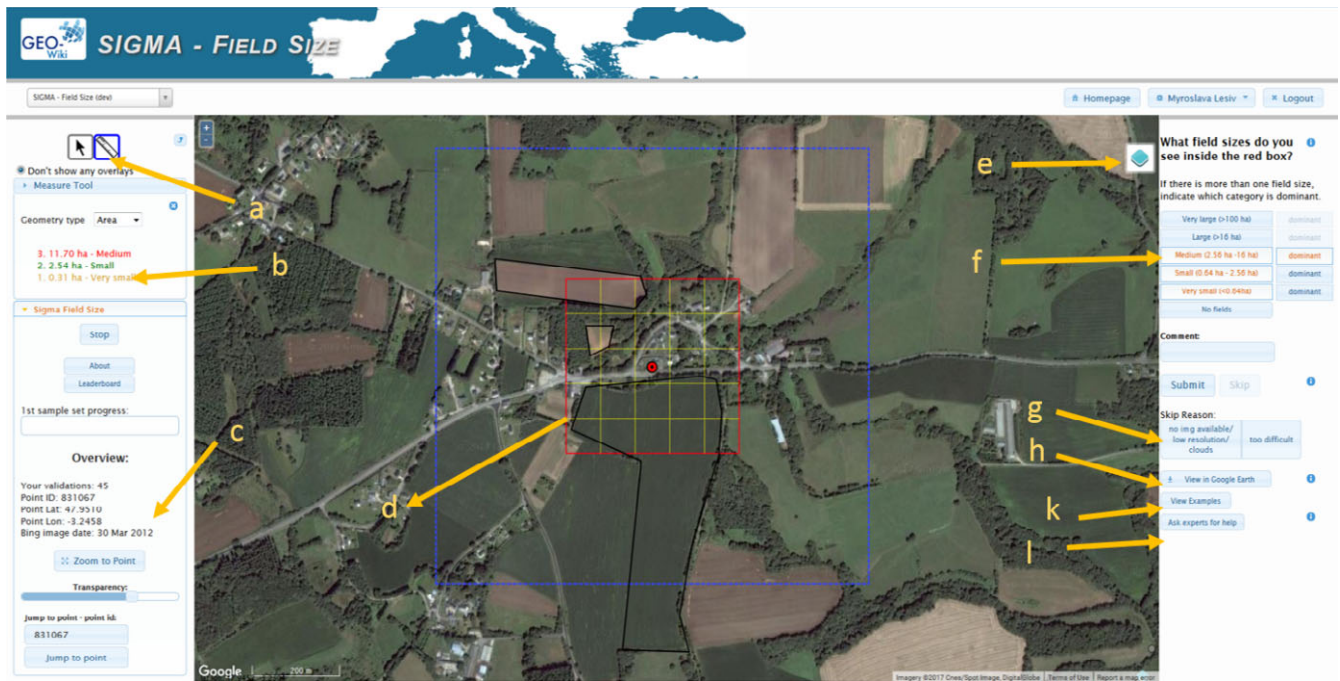 GEO-
Wiki
SIGMA - FIELD SIZE
SIGMA - Field Size (dev)
Homepage
Myroslava Lesiv
Logout
Don't show any overlays
Measure Tool
a
Geometry type Area
3. 11.70 ha - Medium
2. 2.54 ha - Small
1. 0.31 ha - Very small
b
Sigma Field Size
Stop
About
Leaderboard
1st sample set progress:
c
Overview:
Your validations: 45
Point ID: 831067
Point Lat: 47.9510
Point Lon: -3.2458
Bing image date: 30 Mar 2012
Zoom to Point
Transparency:
Jump to point - point id:
831067
Jump to point
+
-
d
Google
200 m
Imagery ©2017 Cnes/Spot Image, DigitalGlobe
Terms of Use
Report a map error
e
What field sizes do you
see inside the red box?
If there is more than one field size,
indicate which category is dominant.
Very large (>100 ha) dominant
Large (>16 ha) dominant
f
Medium (2.56 ha -16 ha) dominant
Small (0.64 ha - 2.56 ha) dominant
Very small (<0.64ha) dominant
No fields
Comment:
Submit Skip
Skip Reason:
g
no img available/
low resolution/
clouds
too difficult
h
View in Google Earth
k
View Examples
l
Ask experts for help